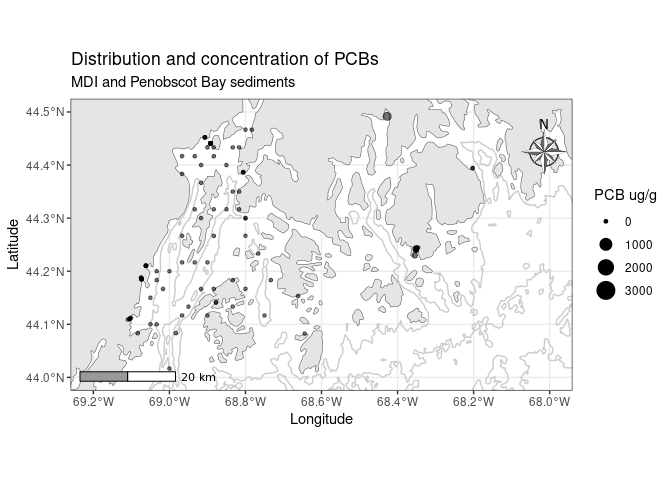 Distribution and concentration of PCBs
MDI and Penobscot Bay sediments
44.5°N
44.4°N
44.3°N
44.2°N
44.1°N
44.0°N
Latitude
N
20 km
69.2°W 69.0°W 68.8°W 68.6°W 68.4°W 68.2°W 68.0°W
Longitude
PCB ug/g
0
1000
2000
3000